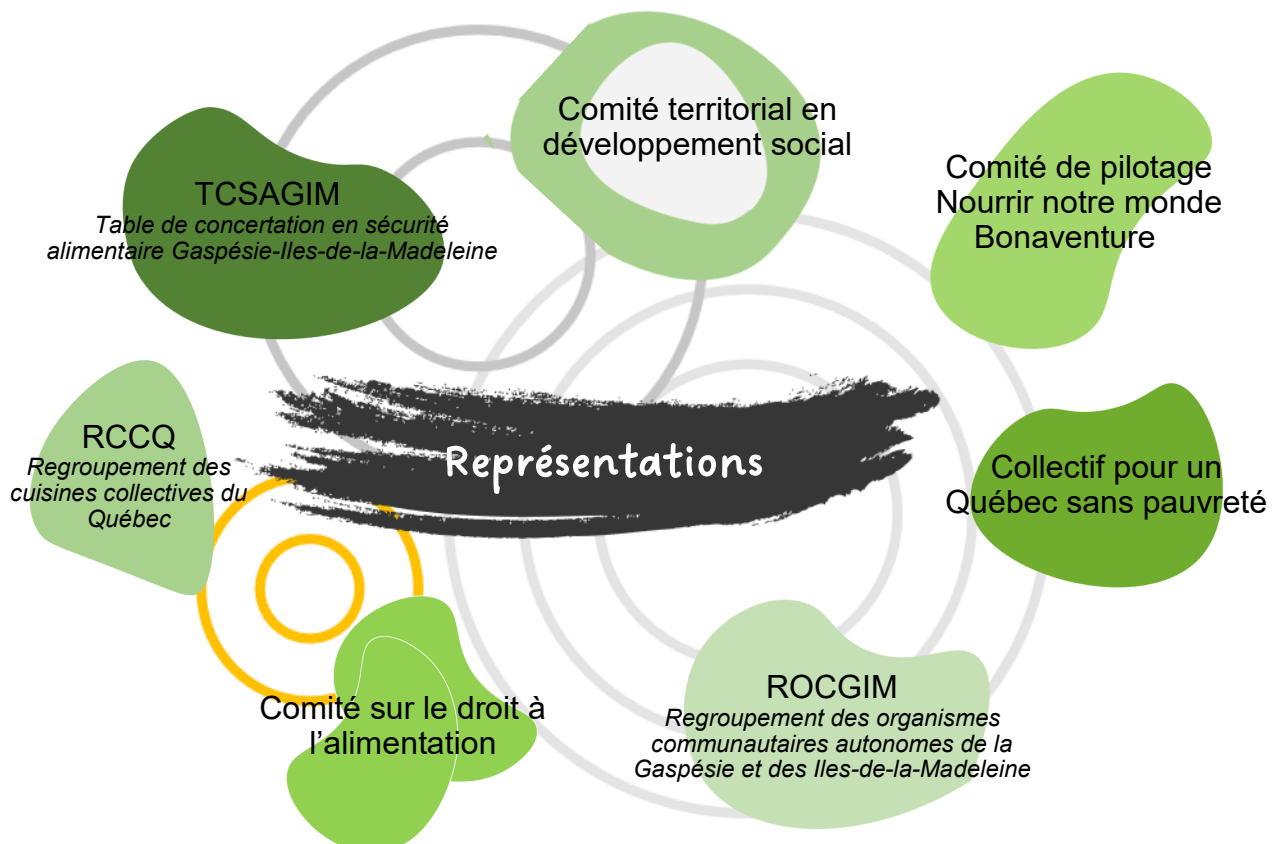 Comité territorial en
développement social
TCSAGIM
Table de concertation en sécurité
alimentaire Gaspésie-Iles-de-la-Madeleine
Comité de pilotage
Nourrir notre monde
Bonaventure
Représentations
RCCQ
Regroupement des
cuisines collectives du
Québec
Collectif pour un
Québec sans pauvreté
Comité sur le droit à
l’alimentation
ROCGIM
Regroupement des organismes
communautaires autonomes de la
Gaspésie et des Iles-de-la-Madeleine